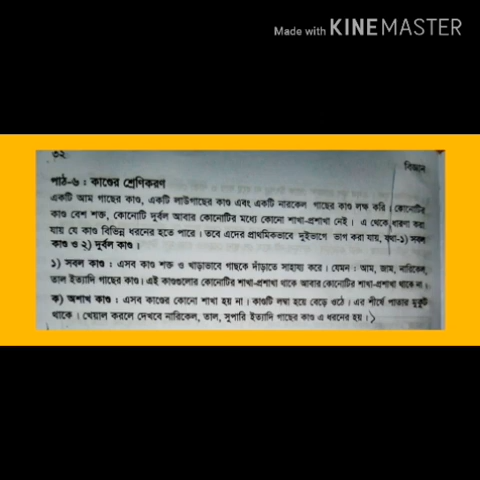 Made with KINEMASTER
৩২
বিজ্ঞান
পাঠ-৬ : কাণ্ডের শ্রেণিকরণ
একটি আম গাছের কাণ্ড, একটি লাউগাছের কাণ্ড এবং একটি নারকেল গাছের কাণ্ড লক্ষ করি। কোনোটির
কাণ্ড বেশ শক্ত, কোনোটি দুর্বল আবার কোনোটির মধ্যে কোনো শাখা-প্রশাখা নেই। এ থেকে ধারণা করা
যায় যে কাণ্ড বিভিন্ন ধরনের হতে পারে। তবে এদের প্রাথমিকভাবে দুইভাগে ভাগ করা যায়, যথা-১) সবল
কাণ্ড ও ২) দুর্বল কাণ্ড।
১) সবল কাণ্ড : এসব কাণ্ড শক্ত ও খাড়াভাবে গাছকে দাঁড়াতে সাহায্য করে। যেমন : আম, জাম, নারিকেল,
তাল ইত্যাদি গাছের কাণ্ড। এই কাণ্ডগুলোর কোনোটির শাখা-প্রশাখা থাকে আবার কোনোটির শাখা-প্রশাখা থাকে না।
ক) অশাখ কাণ্ড : এসব কাণ্ডের কোনো শাখা হয় না। কাণ্ডটি লম্বা হয়ে বেড়ে ওঠে। এর শীর্ষে পাতার মুকুট
থাকে। খেয়াল করলে দেখবে নারিকেল, তাল, সুপারি ইত্যাদি গাছের কাণ্ড এ ধরনের হয়।